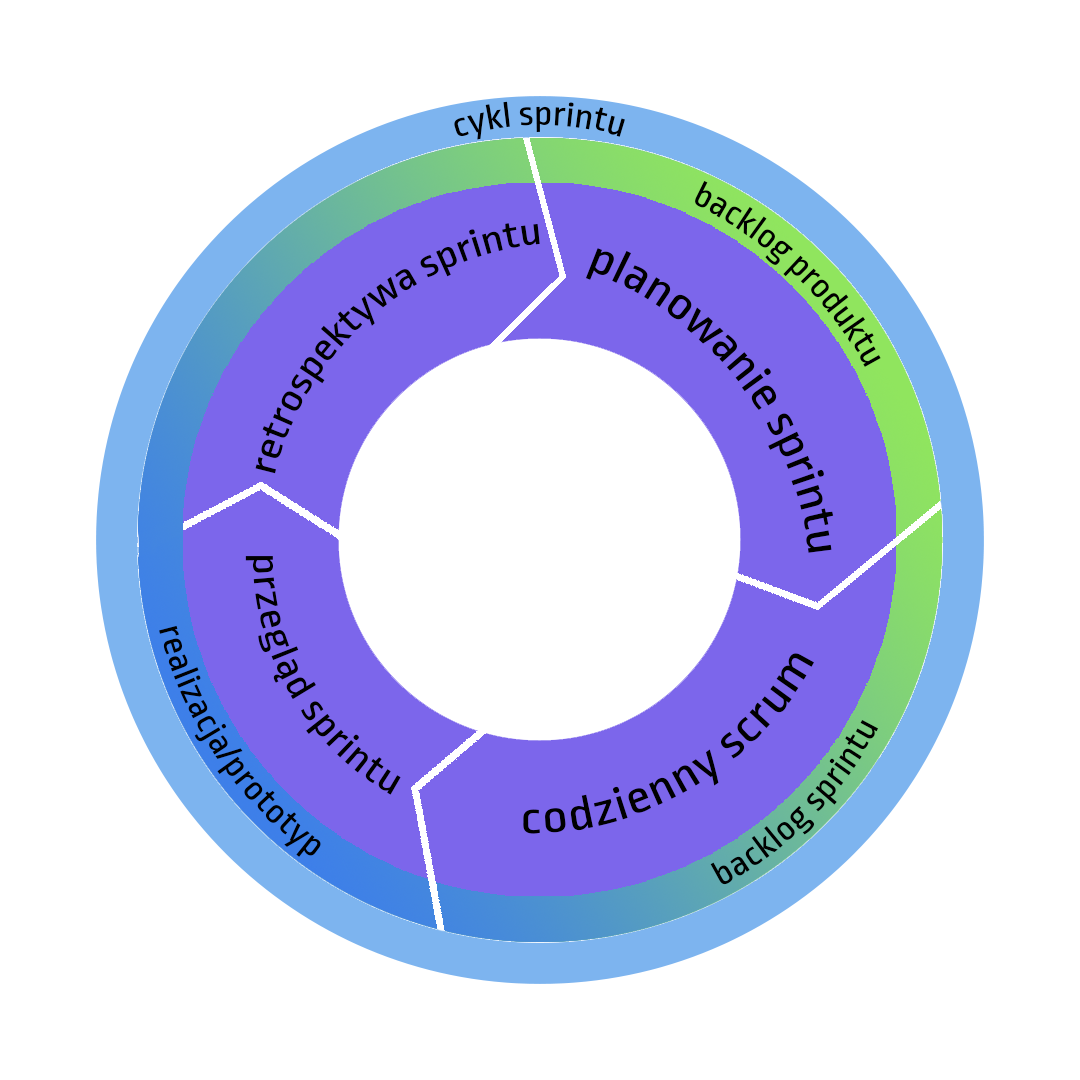 cykl sprintu
backlog produktu
planowanie sprintu
codzienny scrum
backlog sprintu
przegląd sprintu
realizacja/prototyp
retrospektywa sprintu